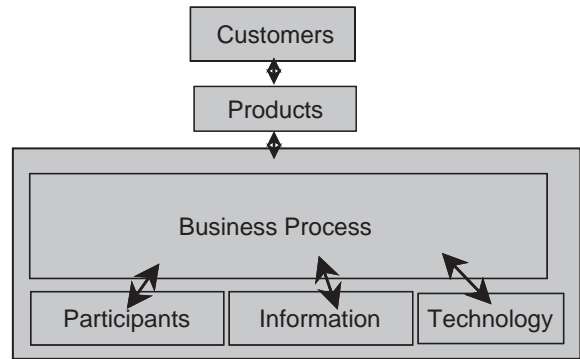 Customers
Products
Business Process
Participants
Information
Technology